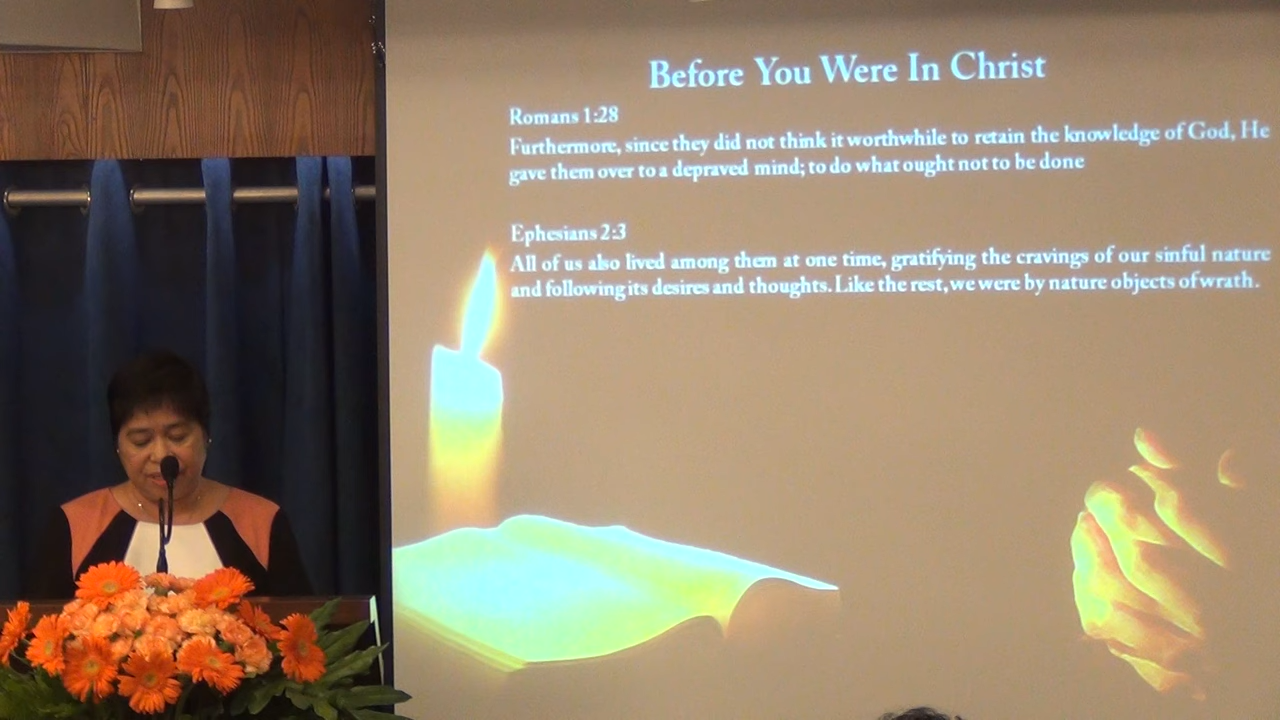 Before You Were In Christ
Romans 1:28
Furthermore, since they did not think it worthwhile to retain the knowledge of God, He
gave them over to a depraved mind; to do what ought not to be done
Ephesians 2:3
All of us also lived among them at one time, gratifying the cravings of our sinful nature
and following its desires and thoughts. Like the rest, we were by nature objects of wrath.